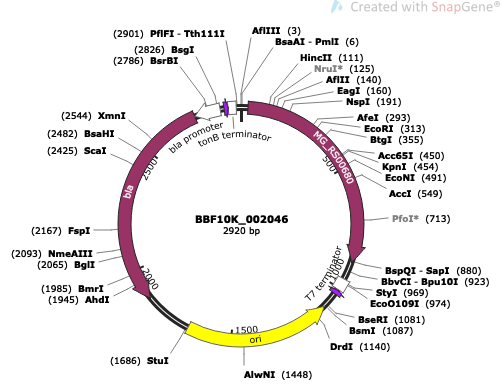 Created with SnapGene®
(2901) PflFI - Tth111I
(2826) BsgI
(2786) BsrBI
AflIII (3)
BsaAI - PmlI (6)
HincII (111)
NruI* (125)
AflII (140)
EagI (160)
NspI (191)
AfeI (293)
EcoRI (313)
BtgI (355)
Acc65I (450)
KpnI (454)
EcoNI (491)
AccI (549)
PfoI* (713)
BspQI - SapI (880)
BbvCI - Bpu10I (923)
StyI (969)
EcoO109I (974)
BseRI (1081)
BsmI (1087)
DrdI (1140)
AlwNI (1448)
(1686) StuI
(1945) AhdI
(1985) BmrI
(2065) BglI
(2093) NmeAIII
(2167) FspI
(2425) ScaI
(2482) BsaHI
(2544) XmnI
bla promoter
tonB terminator
MG_RS00680
T7 terminator
ori
bla
500
1000
1500
2000
2500
BBF10K_002046
2920 bp